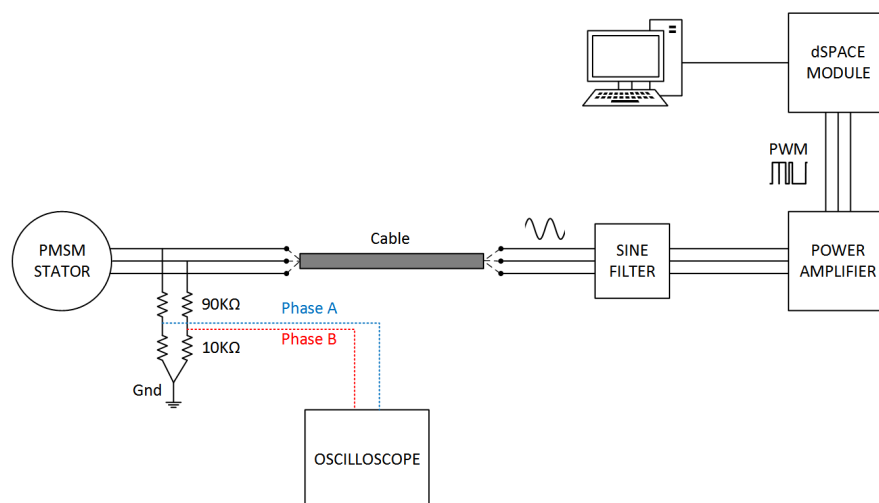 dSPACE
MODULE
PWM
Cable
PMSM
STATOR
SINE
FILTER
POWER
AMPLIFIER
90KΩ
Phase A
Phase B
10KΩ
Gnd
OSCILLOSCOPE